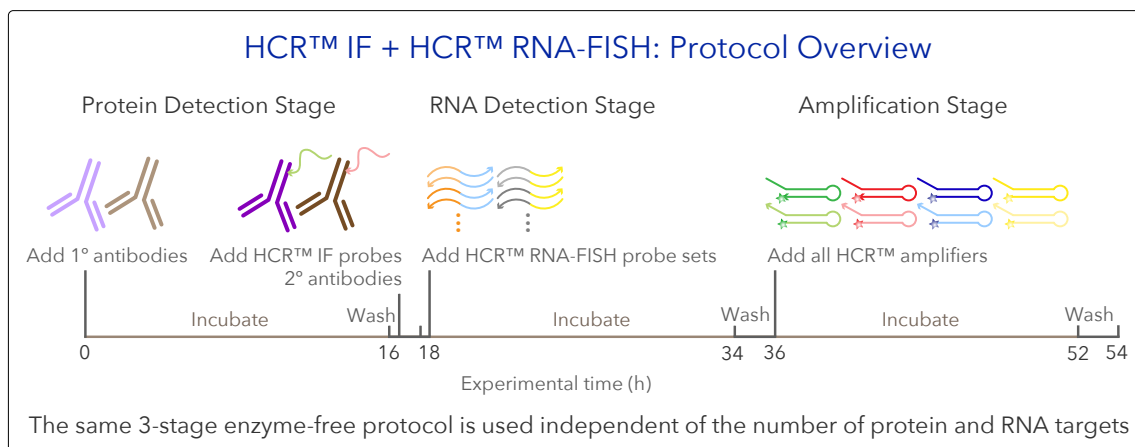 HCR™ IF + HCR™ RNA-FISH: Protocol Overview
Protein Detection Stage
RNA Detection Stage
Amplification Stage
Add 1º antibodies
Add HCR™ IF probes
2º antibodies
Add HCR™ RNA-FISH probe sets
Add all HCR™ amplifiers
Incubate
Wash
Incubate
Wash
Incubate
Wash
0
16
18
34
36
52
54
Experimental time (h)
The same 3-stage enzyme-free protocol is used independent of the number of protein and RNA targets